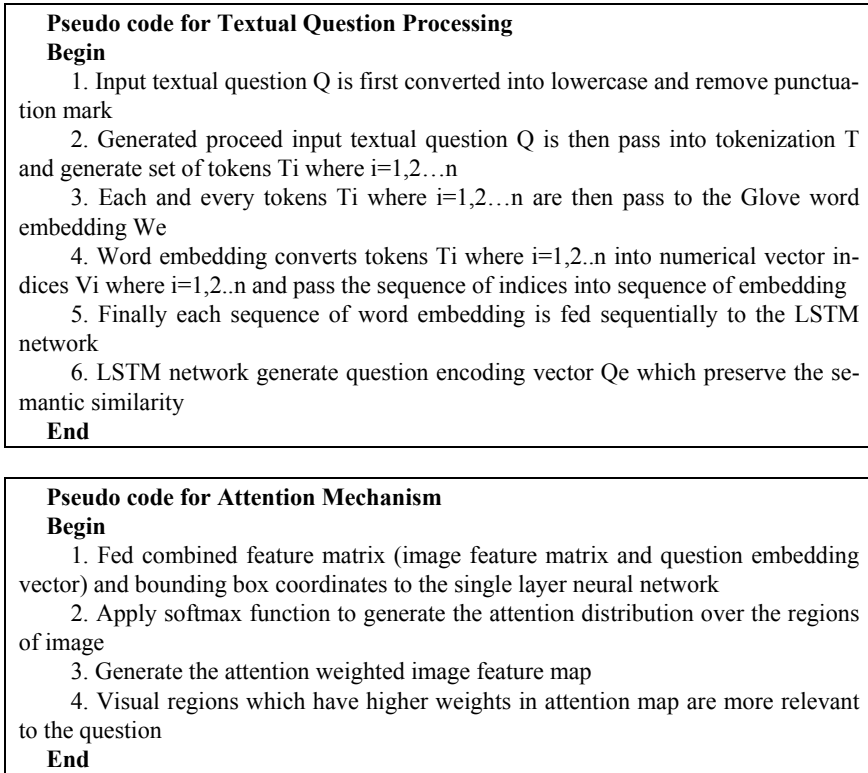 Pseudo code for Textual Question Processing
Begin
1. Input textual question Q is first converted into lowercase and remove punctua-
tion mark
2. Generated proceed input textual question Q is then pass into tokenization T
and generate set of tokens Ti where i=1,2…n
3. Each and every tokens Ti where i=1,2…n are then pass to the Glove word
embedding We
4. Word embedding converts tokens Ti where i=1,2..n into numerical vector in-
dices Vi where i=1,2..n and pass the sequence of indices into sequence of embedding
5. Finally each sequence of word embedding is fed sequentially to the LSTM
network
6. LSTM network generate question encoding vector Qe which preserve the se-
mantic similarity
End
Pseudo code for Attention Mechanism
Begin
1. Fed combined feature matrix (image feature matrix and question embedding
vector) and bounding box coordinates to the single layer neural network
2. Apply softmax function to generate the attention distribution over the regions
of image
3. Generate the attention weighted image feature map
4. Visual regions which have higher weights in attention map are more relevant
to the question
End